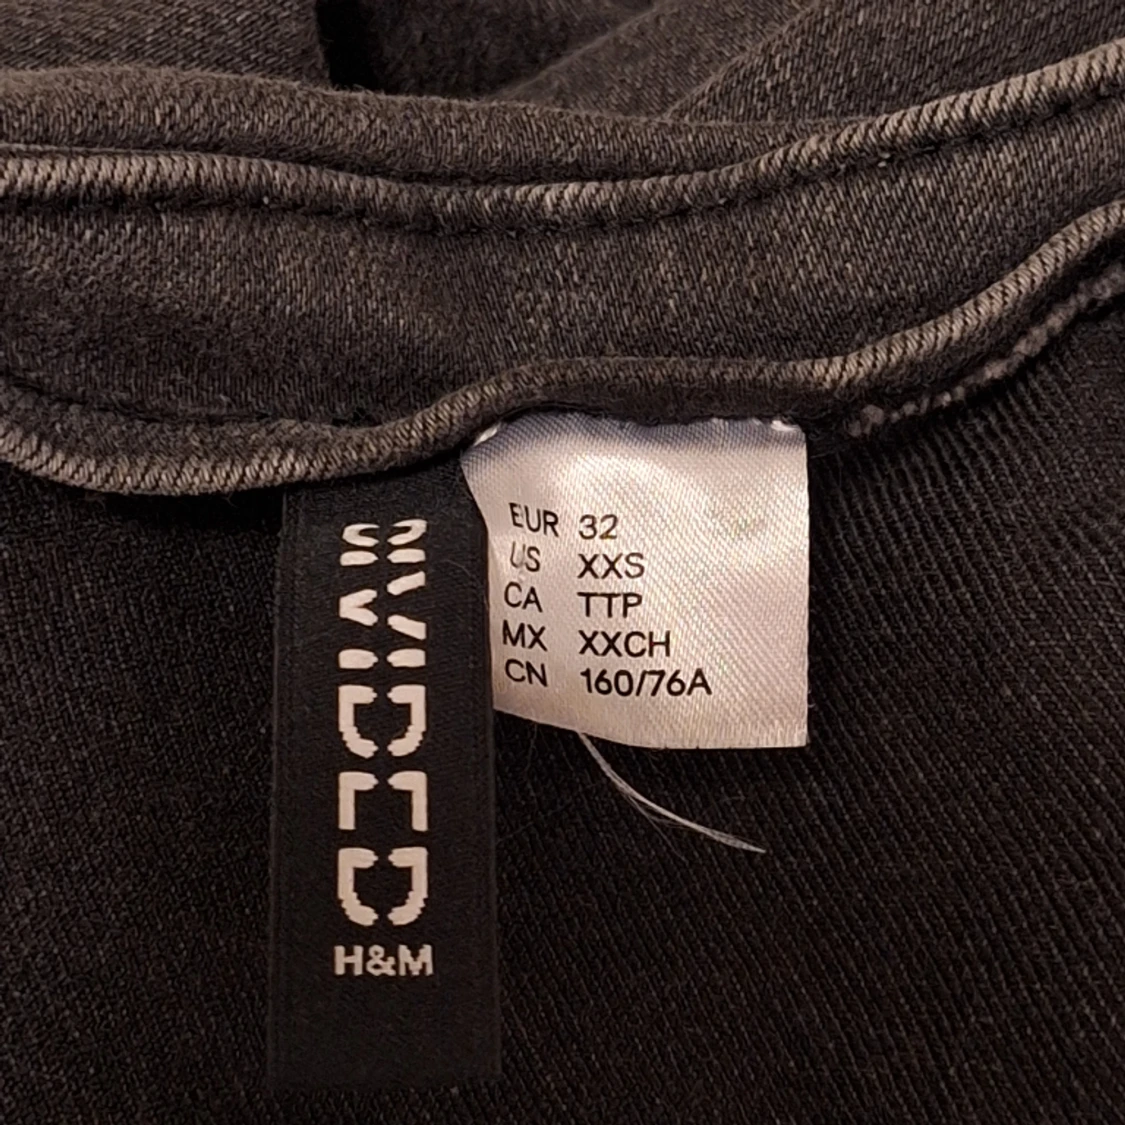 DIVIDED
H&M
EUR 32
US XXS
CA TTP
MX XXCH
CN 160/76A